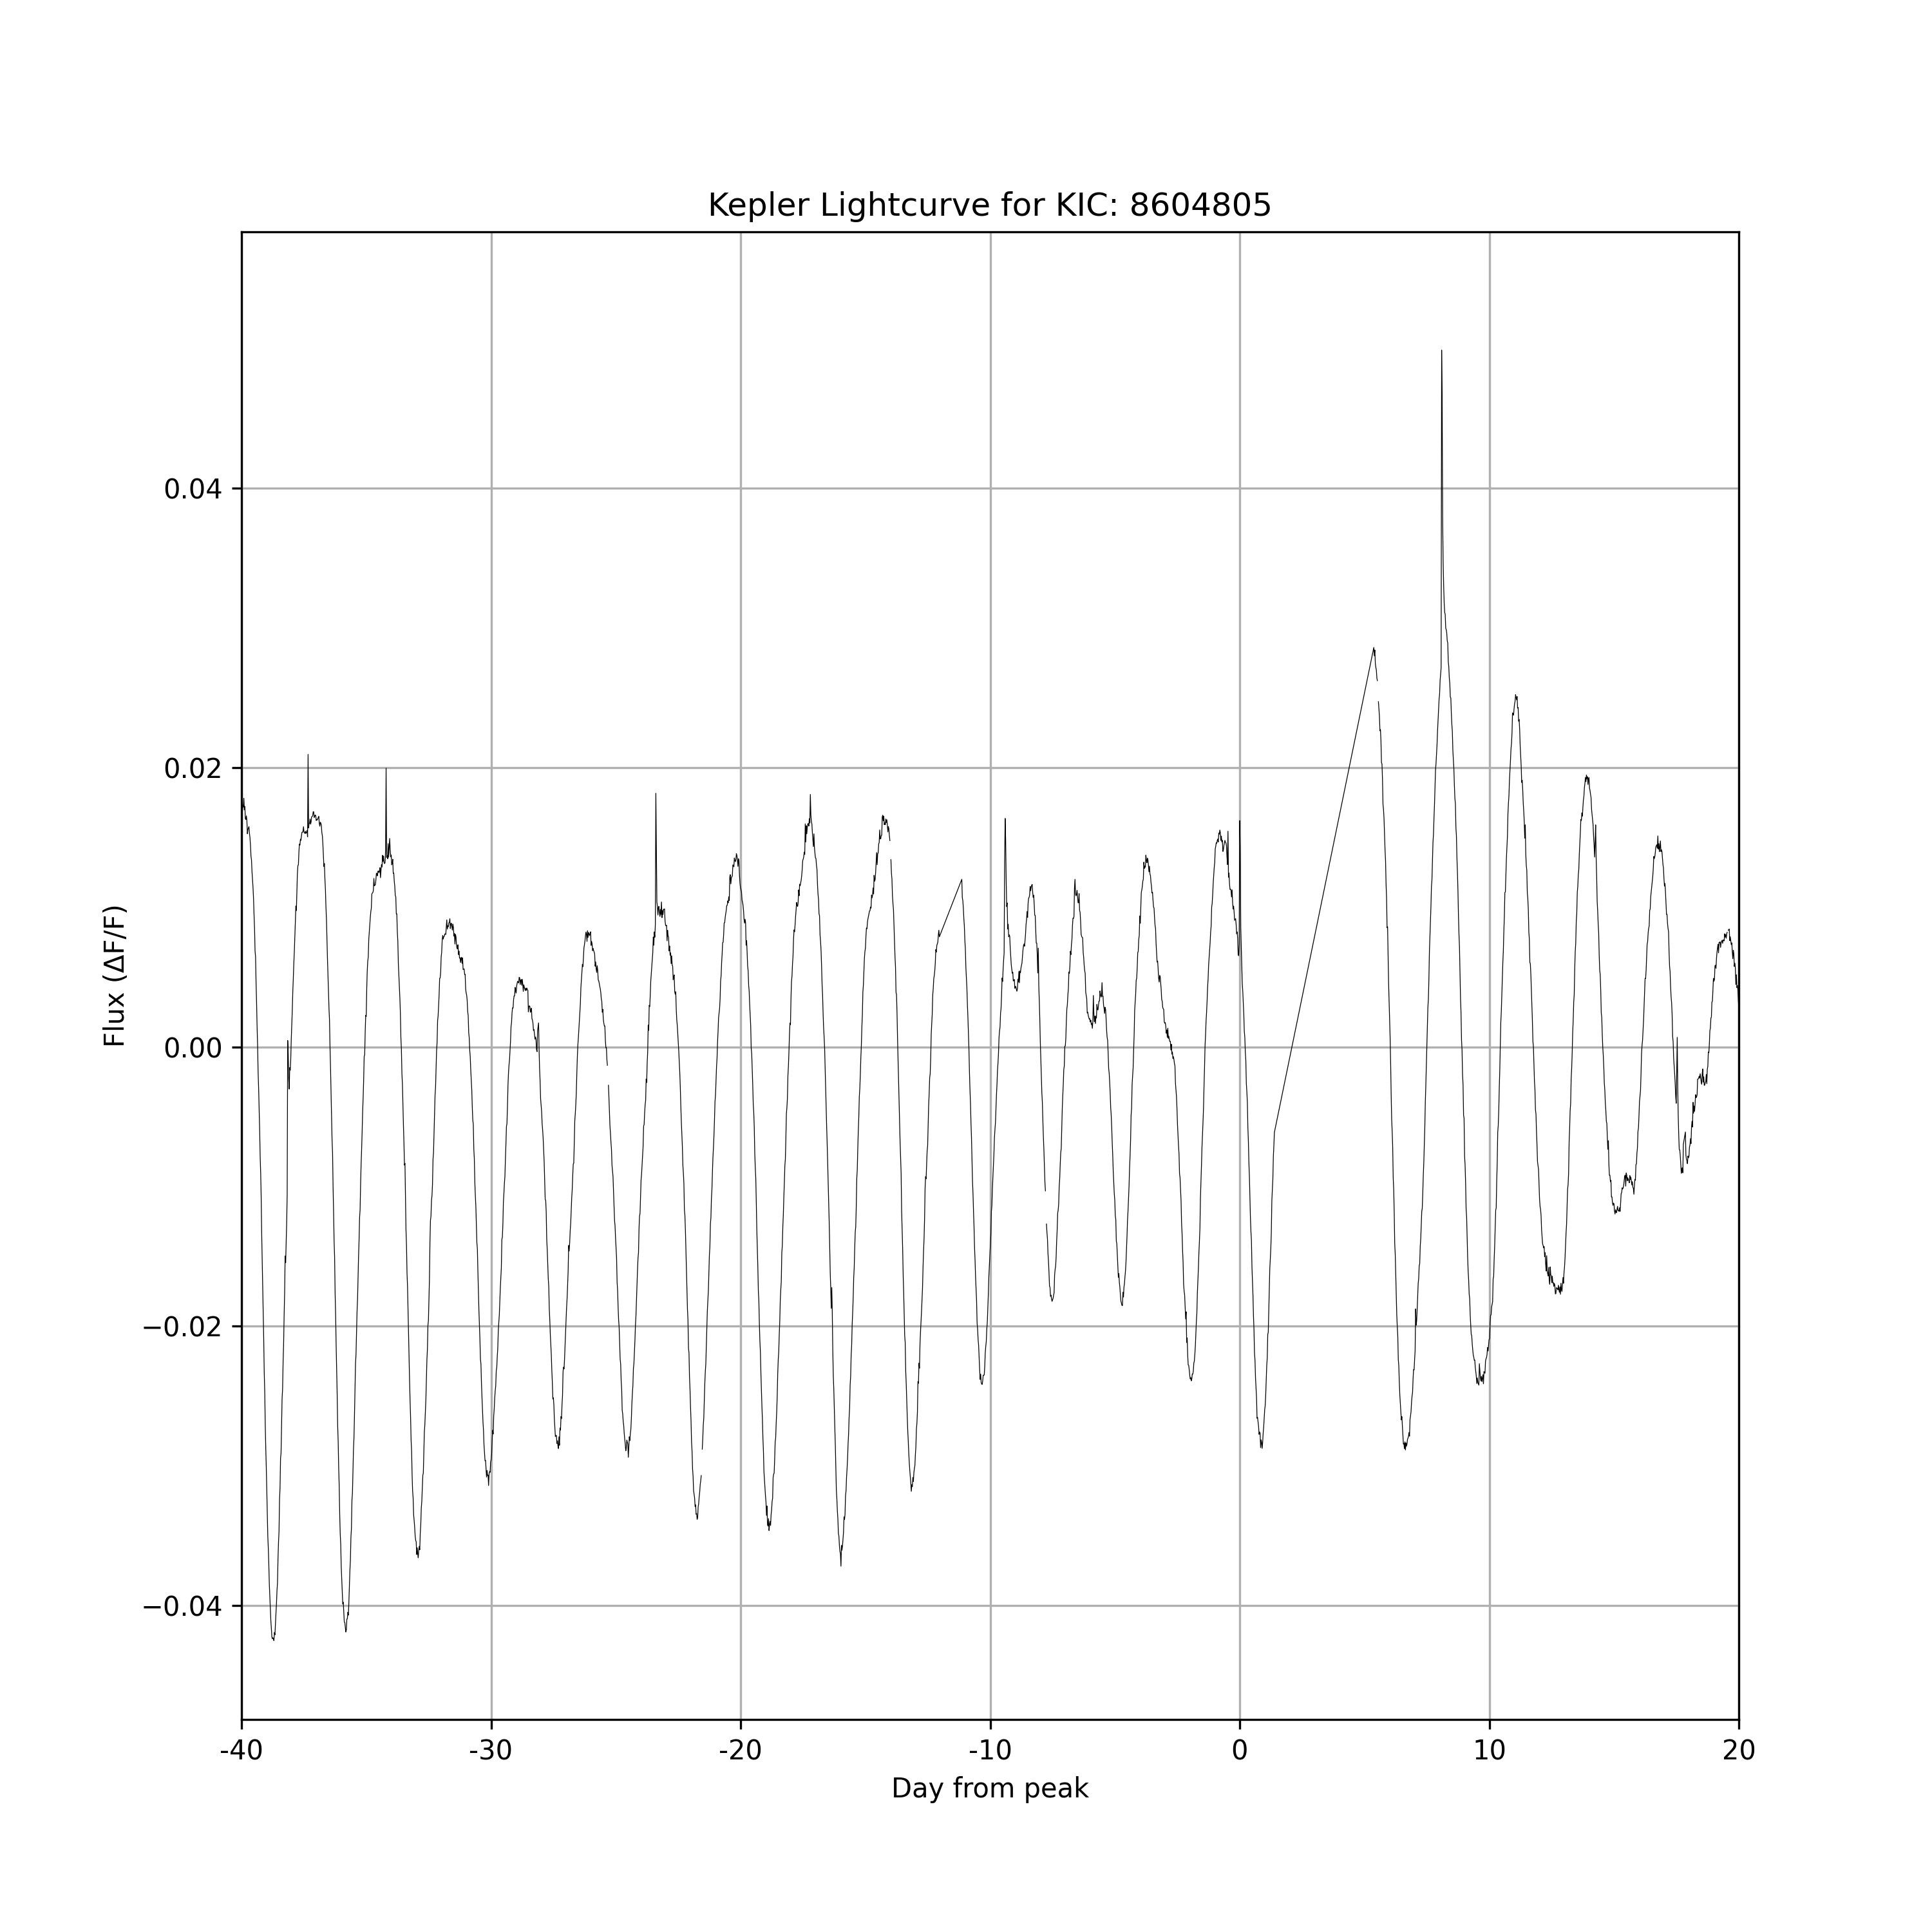 Kepler Lightcurve for KIC: 8604805
Flux (ΔF/F)
0.04
0.02
0.00
−0.02
−0.04
-40 -30 -20 -10 0 10 20
Day from peak